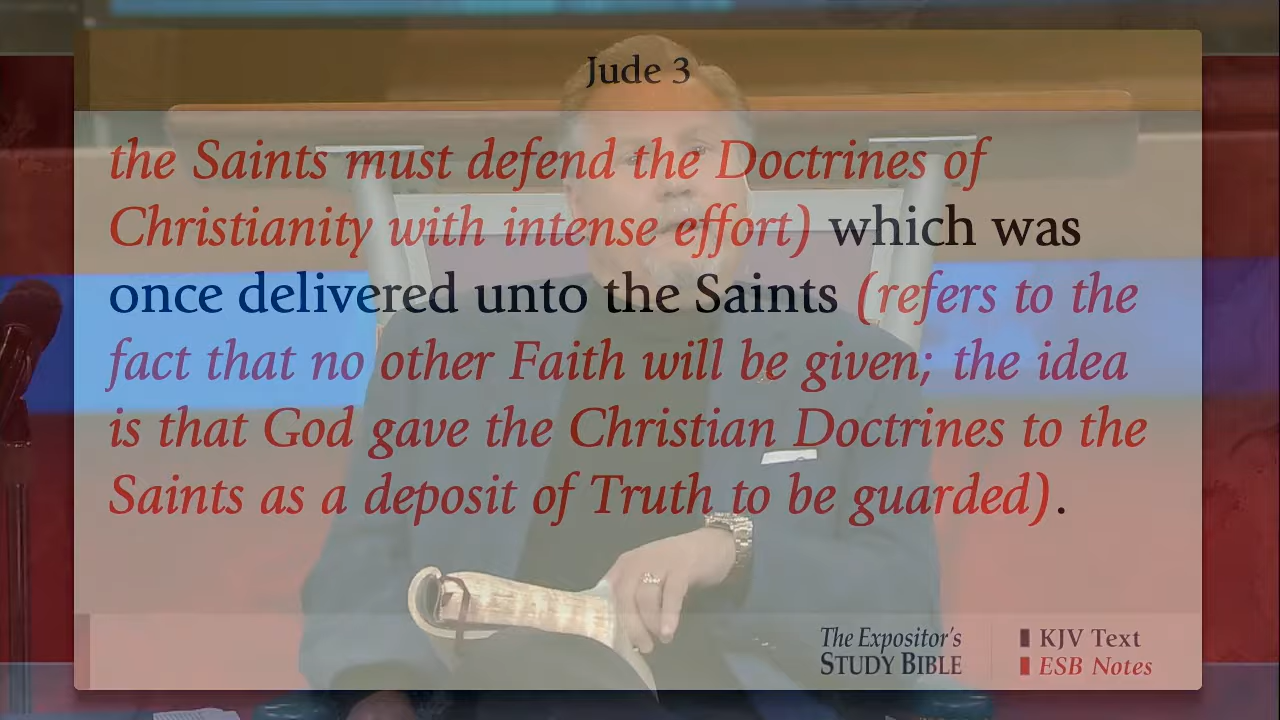 Jude 3
the Saints must defend the Doctrines of
Christianity with intense effort) which was
once delivered unto the Saints (refers to the
fact that no other Faith will be given; the idea
is that God gave the Christian Doctrines to the
Saints as a deposit of Truth to be guarded).
The Expositor's
STUDY BIBLE
KJV Text
ESB Notes